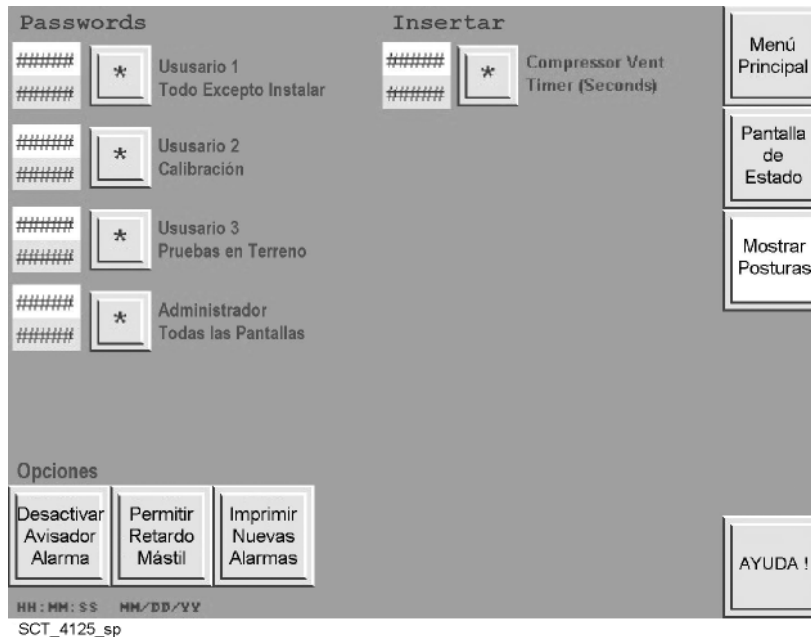 Passwords
######
######
*
Ususario 1
Todo Excepto Instalar
######
######
*
Ususario 2
Calibración
######
######
*
Ususario 3
Pruebas en Terreno
######
######
*
Administrador
Todas las Pantallas
Insertar
######
######
*
Compressor Vent
Timer (Seconds)
Menú
Principal
Pantalla
de
Estado
Mostrar
Posturas
Opciones
Desactivar
Avisador
Alarma
Permitir
Retardo
Mástil
Imprimir
Nuevas
Alarmas
AYUDA !
HH:MM:SS MM/DD/YY
SCT_4125_sp